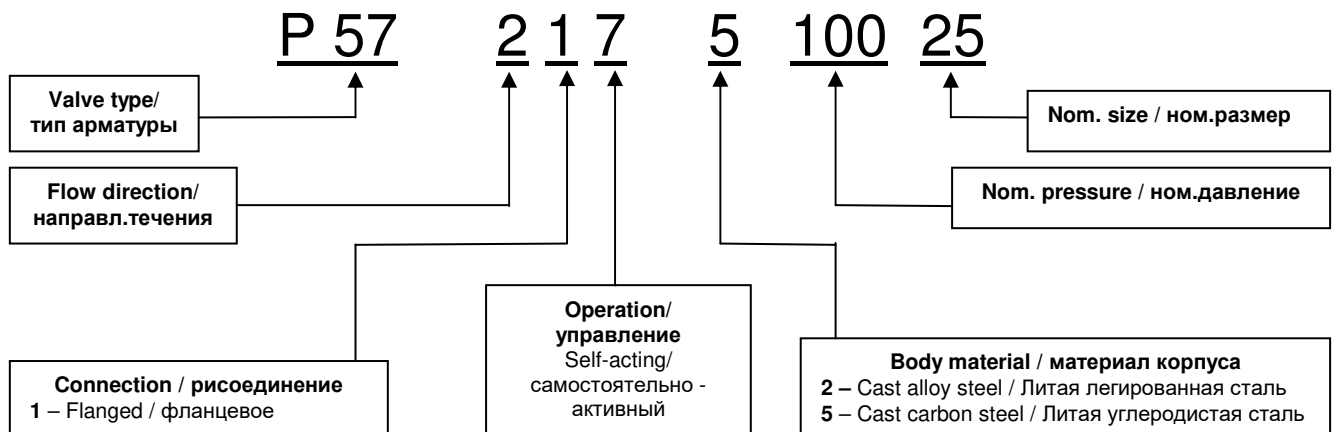 P 57 2 1 7 5 100 25
Valve type/
тип арматуры
Nom. size / ном.размер
Flow direction/
направл.течения
Nom. pressure / ном.давление
Operation/
управление
Self-acting/
самостоятельно -
активный
Connection / рисоединение
1 – Flanged / фланцевое
Body material / материал корпуса
2 – Cast alloy steel / Литая легированная сталь
5 – Cast carbon steel / Литая углеродистая сталь